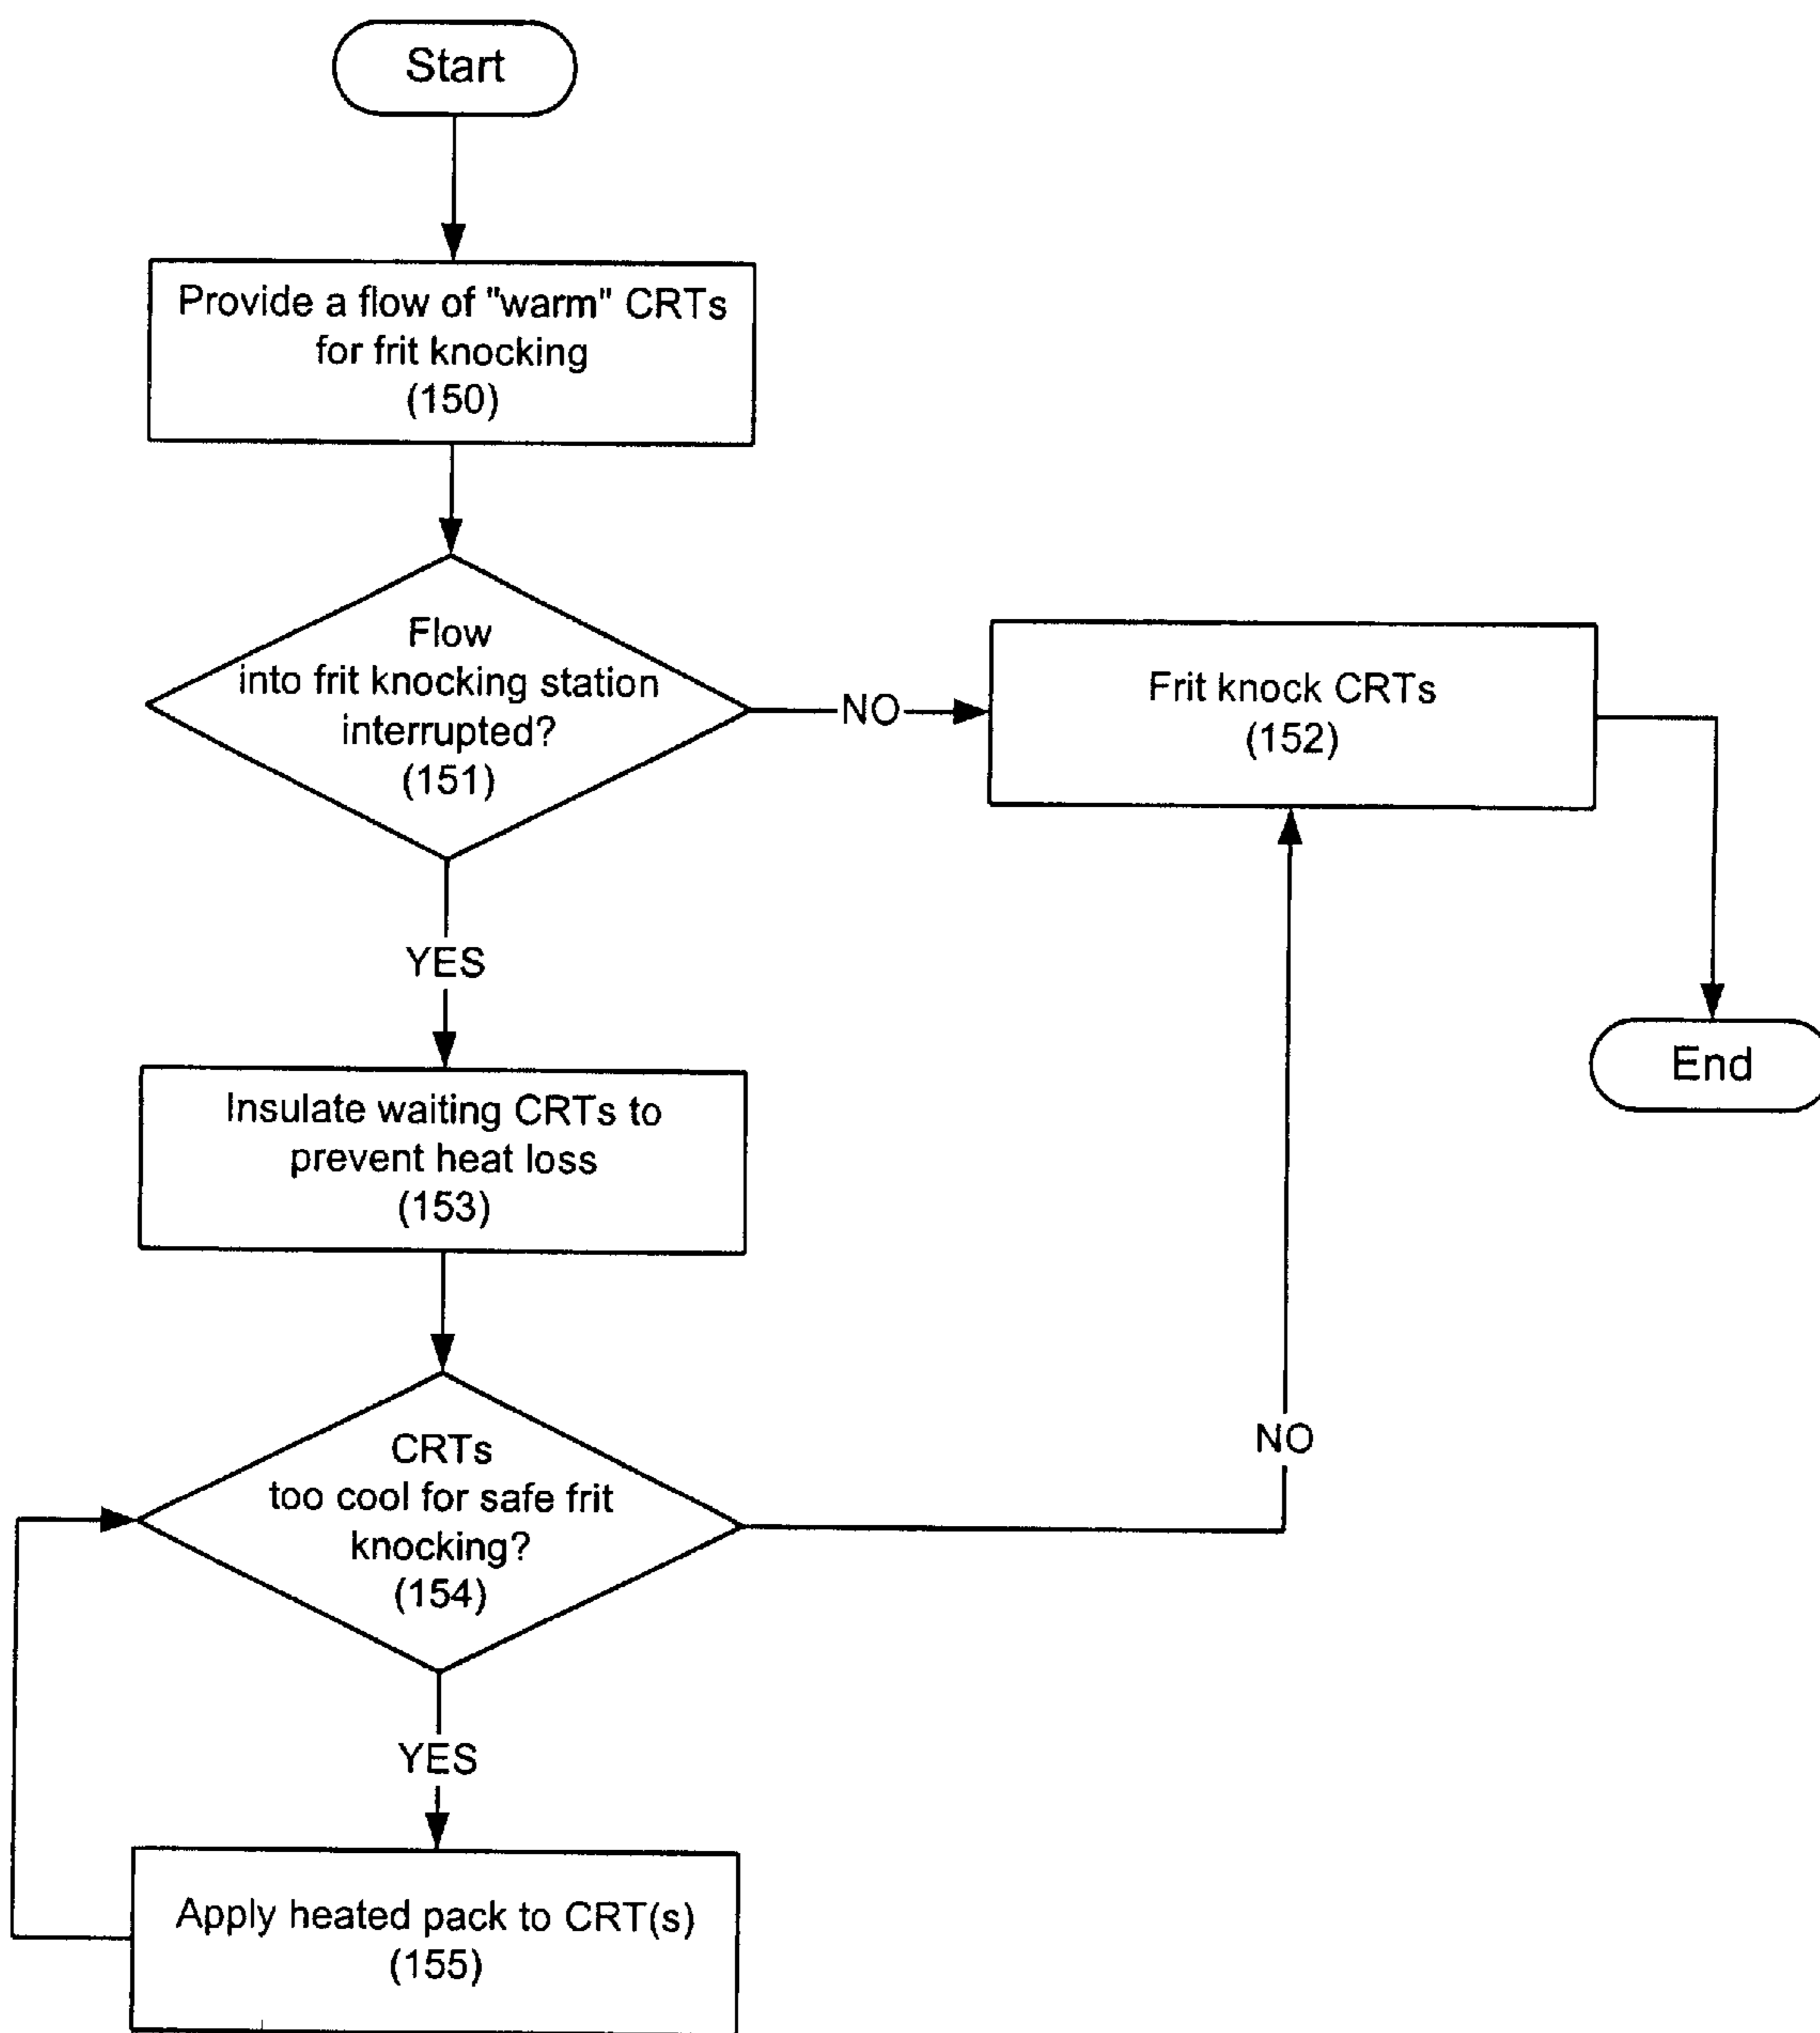 Start
Provide a flow of "warm" CRTs
for frit knocking
(150)
Flow
into frit knocking station
interrupted?
(151)
NO
Frit knock CRTs
(152)
YES
End
Insulate waiting CRTs to
prevent heat loss
(153)
CRTs
too cool for safe frit
knocking?
(154)
NO
YES
Apply heated pack to CRT(s)
(155)